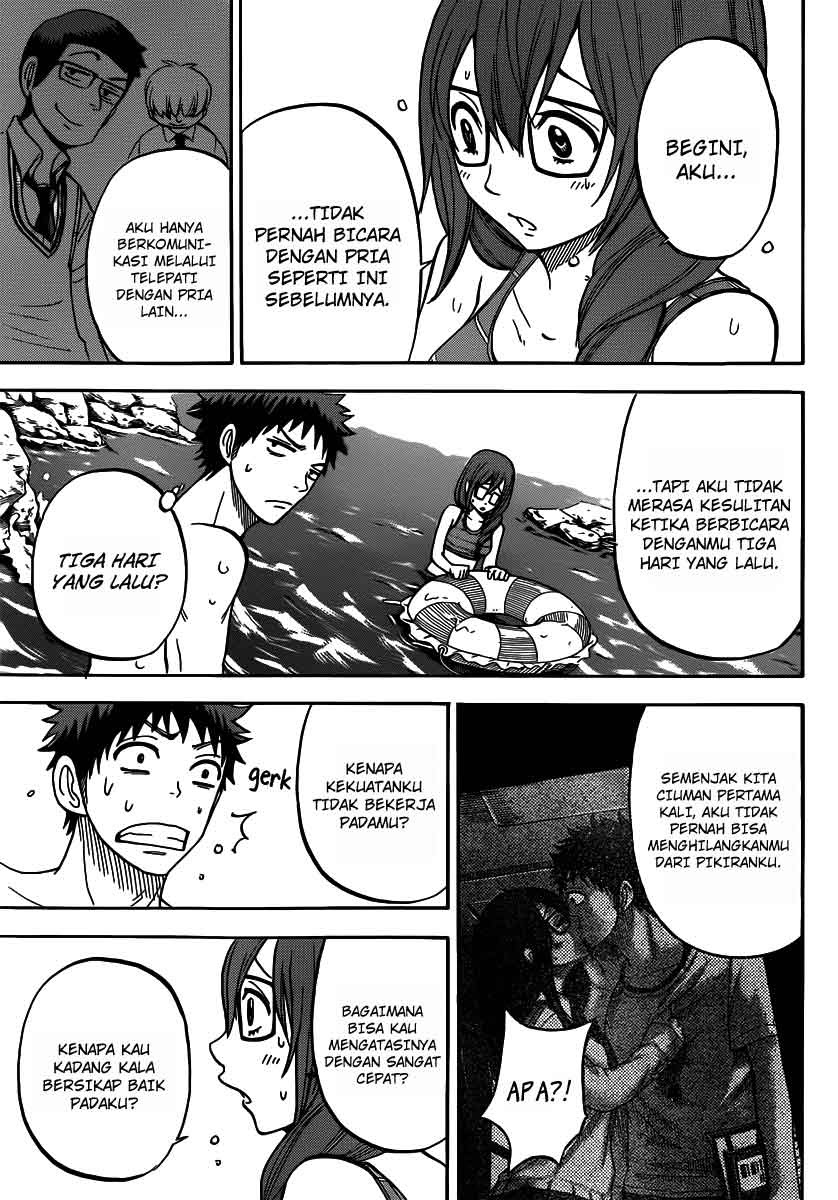 BEGINI,
AKU...
...TIDAK
PERNAH BICARA
DENGAN PRIA
SEPERTI INI
SEBELUMNYA.
AKU HANYA
BERKOMUNI-
KASI MELALUI
TELEPATI
DENGAN PRIA
LAIN...
...TAPI AKU TIDAK
MERASA KESULITAN
KETIKA BERBICARA
DENGANMU TIGA
HARI YANG LALU.
TIGA HARI
YANG LALU?
SEMENJAK KITA
CIUMAN PERTAMA
KALI, AKU TIDAK
PERNAH BISA
MENGHILANGKANMU
DARI PIKIRANKU.
APA?!
KENAPA
KEKUATANKU
TIDAK BEKERJA
PADAMU?
gerk
BAGAIMANA
BISA KAU
MENGATASINYA
DENGAN SANGAT
CEPAT?
KENAPA KAU
KADANG KALA
BERSIKAP BAIK
PADAKU?